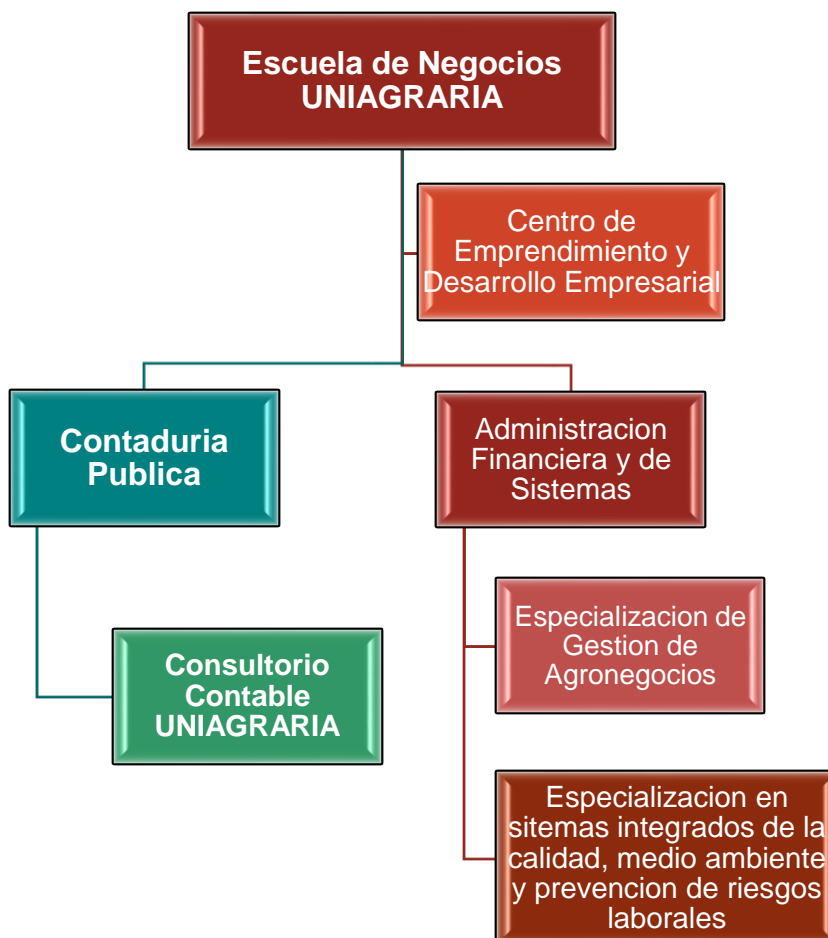 Escuela de Negocios
UNIAGRARIA
Centro de
Emprendimiento y
Desarrollo Empresarial
Contaduria
Publica
Administracion
Financiera y de
Sistemas
Consultorio
Contable
UNIAGRARIA
Especializacion de
Gestion de
Agronegocios
Especializacion en
sitemas integrados de la
calidad, medio ambiente
y prevencion de riesgos
laborales